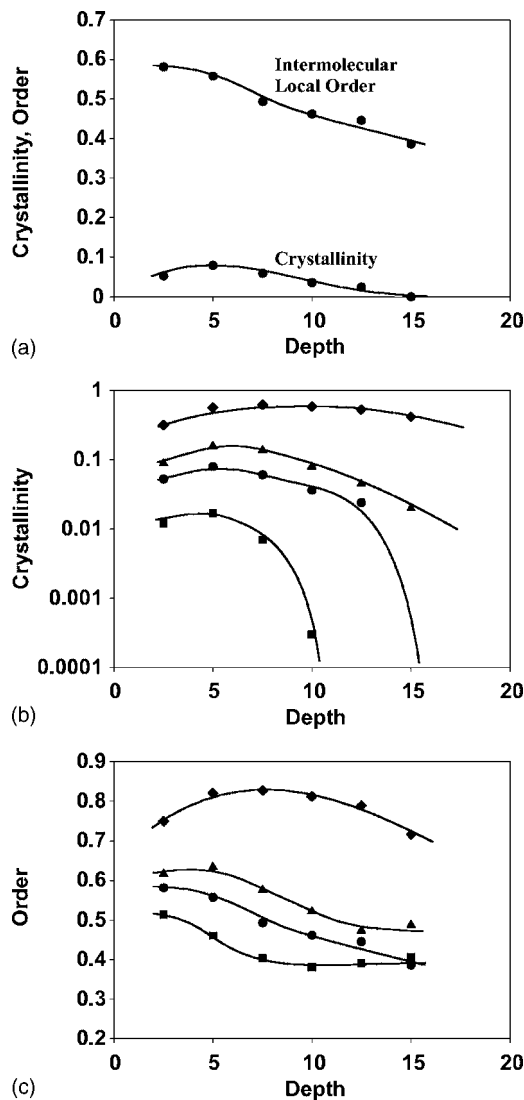 0.7
0.6
0.5
0.4
0.3
0.2
0.1
0
Crystallinity, Order
Intermolecular
Local Order
Crystallinity
0 5 10 15 20
Depth
(a)
1
0.1
0.01
0.001
0.0001
Crystallinity
0 5 10 15 20
Depth
(b)
0.9
0.8
0.7
0.6
0.5
0.4
0.3
0.2
Order
0 5 10 15 20
Depth
(c)